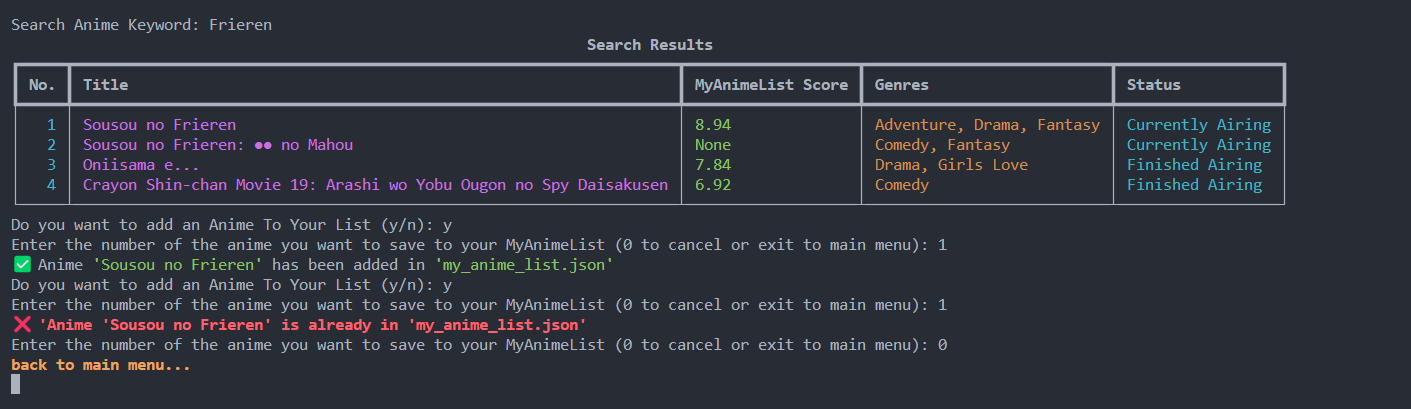 Search Anime Keyword: Frieren
Search Results
No. Title MyAnimeList Score Genres Status
1 Sousou no Frieren 8.94 Adventure, Drama, Fantasy Currently Airing
2 Sousou no Frieren: ●● no Mahou None Comedy, Fantasy Currently Airing
3 Oniisama e... 7.84 Drama, Girls Love Finished Airing
4 Crayon Shin-chan Movie 19: Arashi wo Yobu Ougon no Spy Daisakusen 6.92 Comedy Finished Airing
Do you want to add an Anime To Your List (y/n): y
Enter the number of the anime you want to save to your MyAnimeList (0 to cancel or exit to main menu): 1
✅ Anime 'Sousou no Frieren' has been added in 'my_anime_list.json'
Do you want to add an Anime To Your List (y/n): y
Enter the number of the anime you want to save to your MyAnimeList (0 to cancel or exit to main menu): 1
❌ 'Anime 'Sousou no Frieren' is already in 'my_anime_list.json'
Enter the number of the anime you want to save to your MyAnimeList (0 to cancel or exit to main menu): 0
back to main menu...